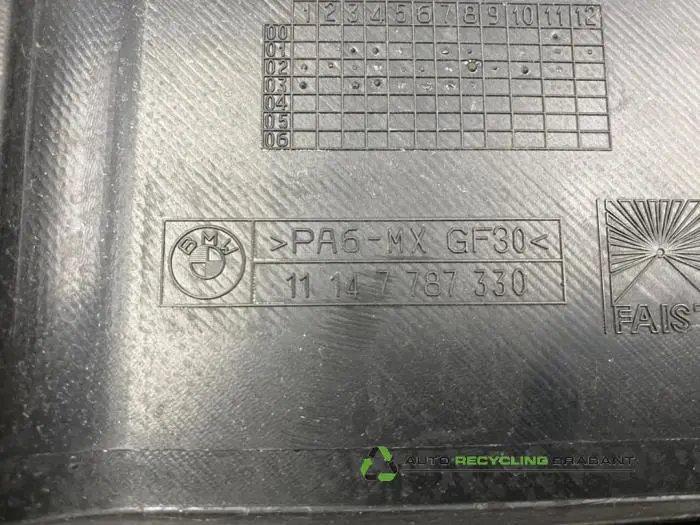 1 2 3 4 5 6 7 8 9 10 11 12
00
01
02
03
04
05
06
BMW
>PA6-MX GF30<
11 14 7 787 330
FAIST
AUTO RECYCLING BRABANT